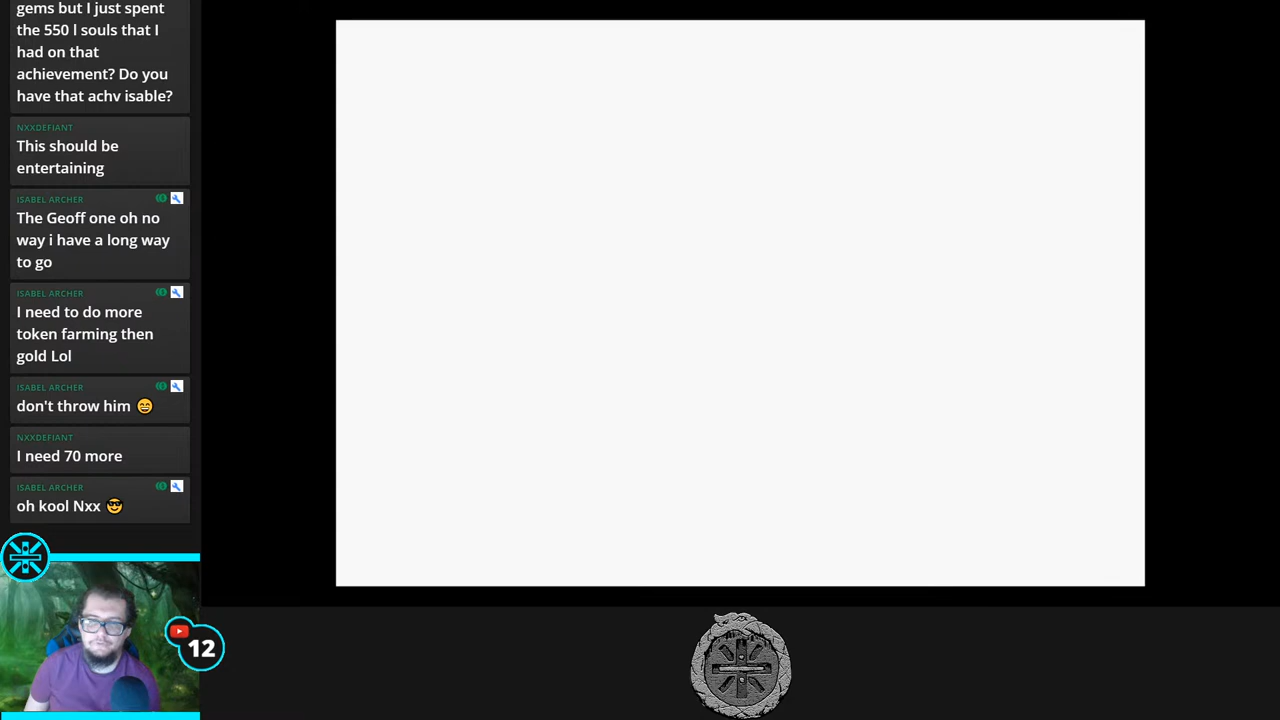 gems but I just spent
the 550 l souls that I
had on that
achievement? Do you
have that achv isable?
NXXDEFIANT
This should be
entertaining
ISABEL ARCHER
The Geoff one oh no
way i have a long way
to go
ISABEL ARCHER
I need to do more
token farming then
gold Lol
ISABEL ARCHER
don't throw him 😄
NXXDEFIANT
I need 70 more
ISABEL ARCHER
oh kool Nxx 😎
12